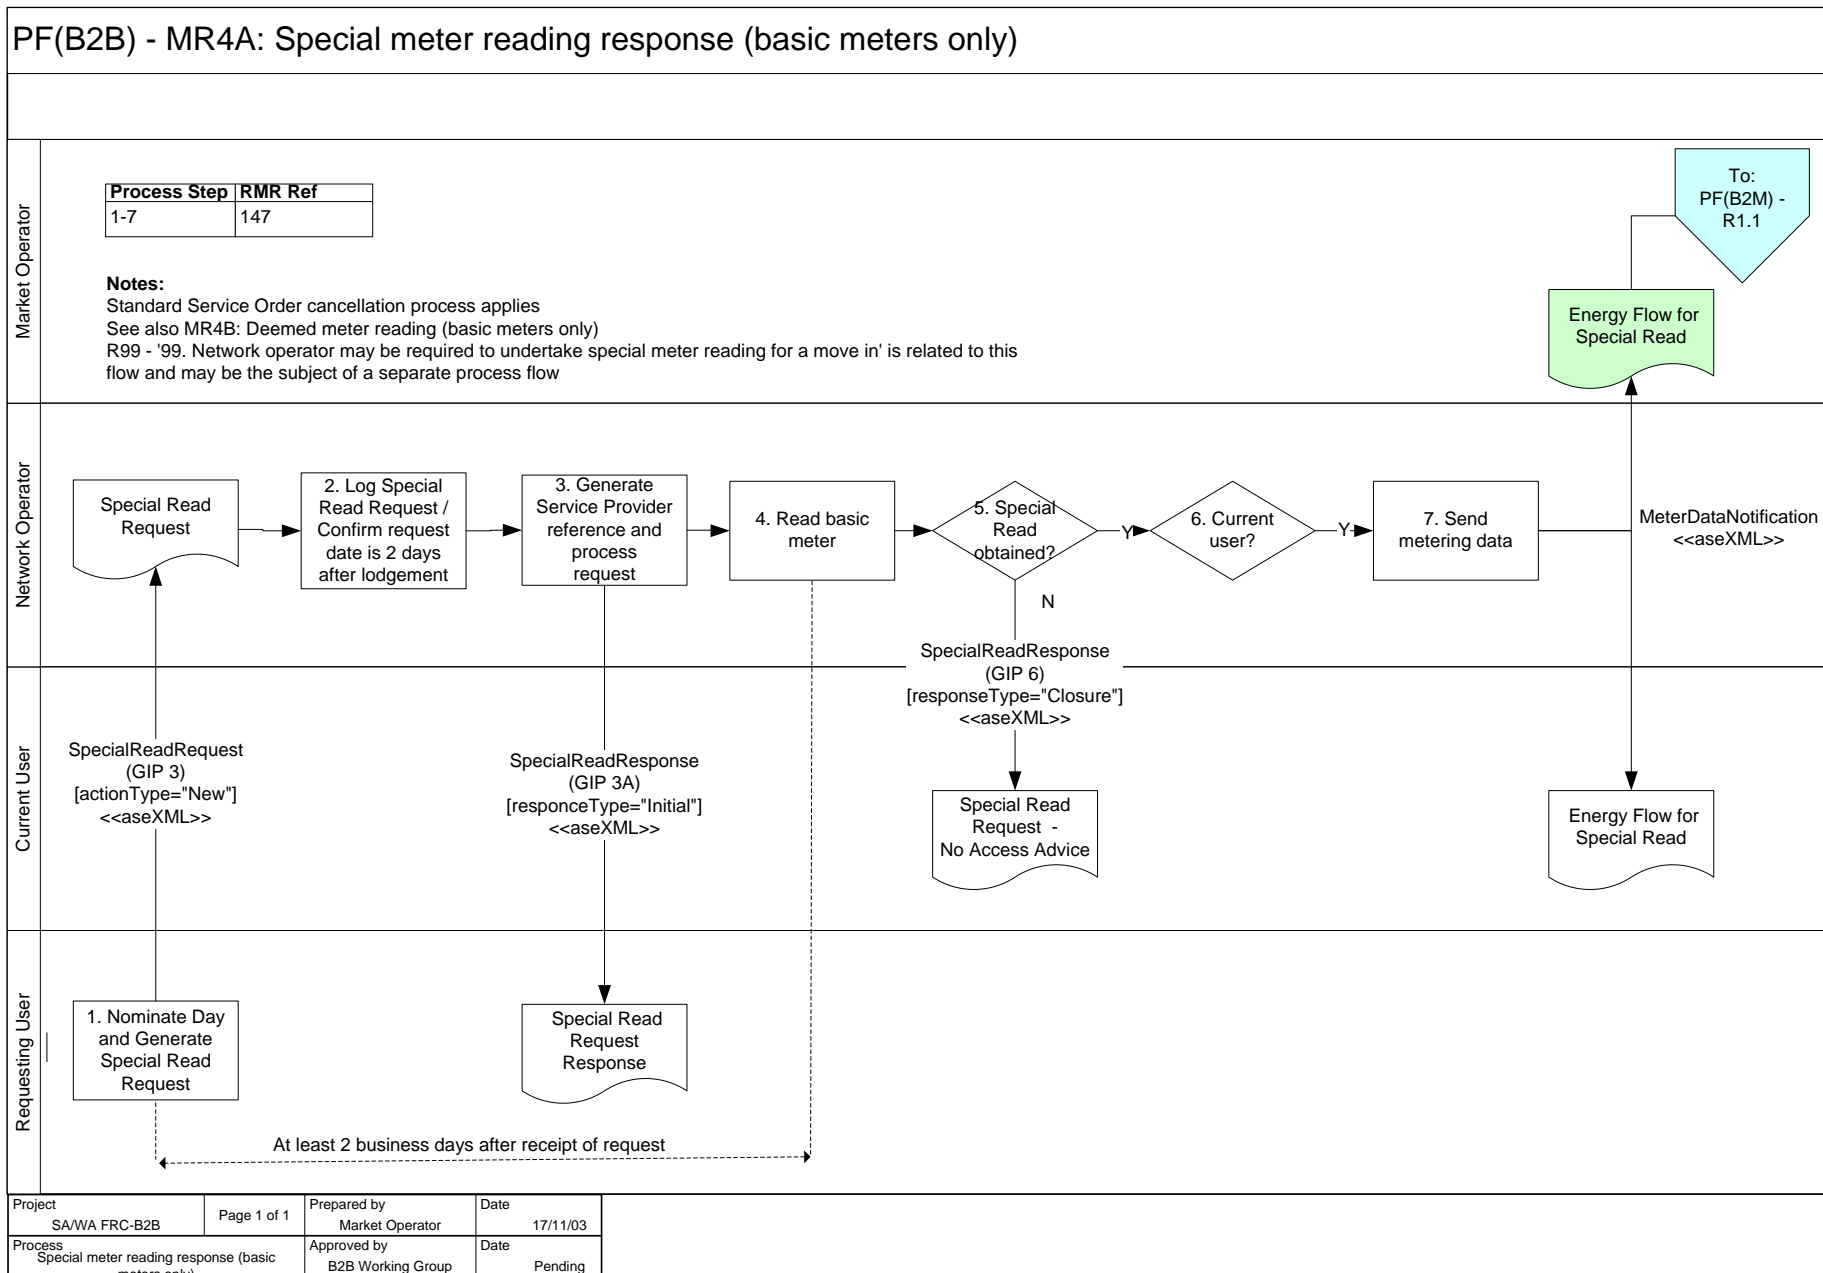 PF(B2B) - MR4A: Special meter reading response (basic meters only)
Market Operator
Process Step RMR Ref
1-7 147
Notes:
Standard Service Order cancellation process applies
See also MR4B: Deemed meter reading (basic meters only)
R99 - '99. Network operator may be required to undertake special meter reading for a move in' is related to this
flow and may be the subject of a separate process flow
To:
PF(B2M) -
R1.1
Energy Flow for
Special Read
Network Operator
Special Read
Request
2. Log Special
Read Request /
Confirm request
date is 2 days
after lodgement
3. Generate
Service Provider
reference and
process
request
4. Read basic
meter
5. Special
Read
obtained?
Y
N
6. Current
user?
Y
7. Send
metering data
MeterDataNotification
<<aseXML>>
SpecialReadResponse
(GIP 6)
[responseType="Closure"]
<<aseXML>>
Current User
SpecialReadRequest
(GIP 3)
[actionType="New"]
<<aseXML>>
SpecialReadResponse
(GIP 3A)
[responceType="Initial"]
<<aseXML>>
Special Read
Request -
No Access Advice
Energy Flow for
Special Read
Requesting User
1. Nominate Day
and Generate
Special Read
Request
Special Read
Request
Response
At least 2 business days after receipt of request
Project
SA/WA FRC-B2B
Page 1 of 1
Prepared by
Market Operator
Date
17/11/03
Process
Special meter reading response (basic
meters only)
Approved by
B2B Working Group
Date
Pending